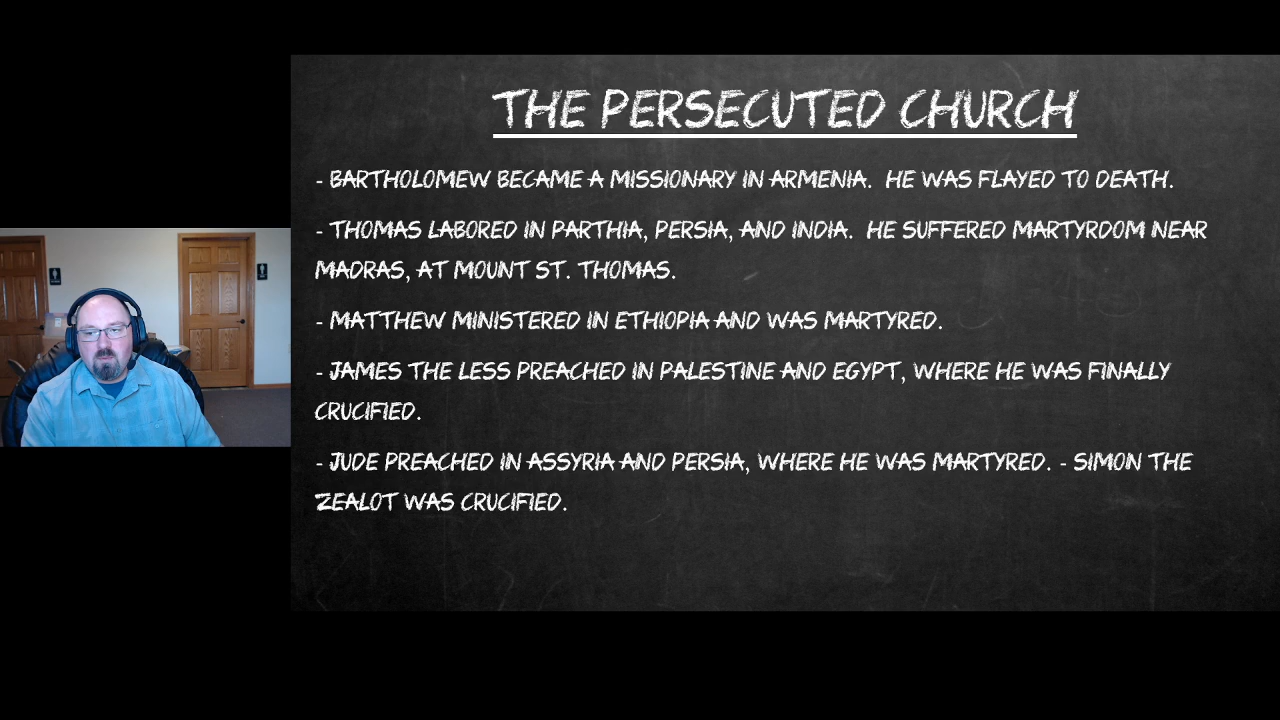 THE PERSECUTED CHURCH
- BARTHOLOMEW BECAME A MISSIONARY IN ARMENIA. HE WAS FLAYED TO DEATH.
- THOMAS LABORED IN PARTHIA, PERSIA, AND INDIA. HE SUFFERED MARTYRDOM NEAR
MADRAS, AT MOUNT ST. THOMAS.
- MATTHEW MINISTERED IN ETHIOPIA AND WAS MARTYRED.
- JAMES THE LESS PREACHED IN PALESTINE AND EGYPT, WHERE HE WAS FINALLY
CRUCIFIED.
- JUDE PREACHED IN ASSYRIA AND PERSIA, WHERE HE WAS MARTYRED. - SIMON THE
ZEALOT WAS CRUCIFIED.